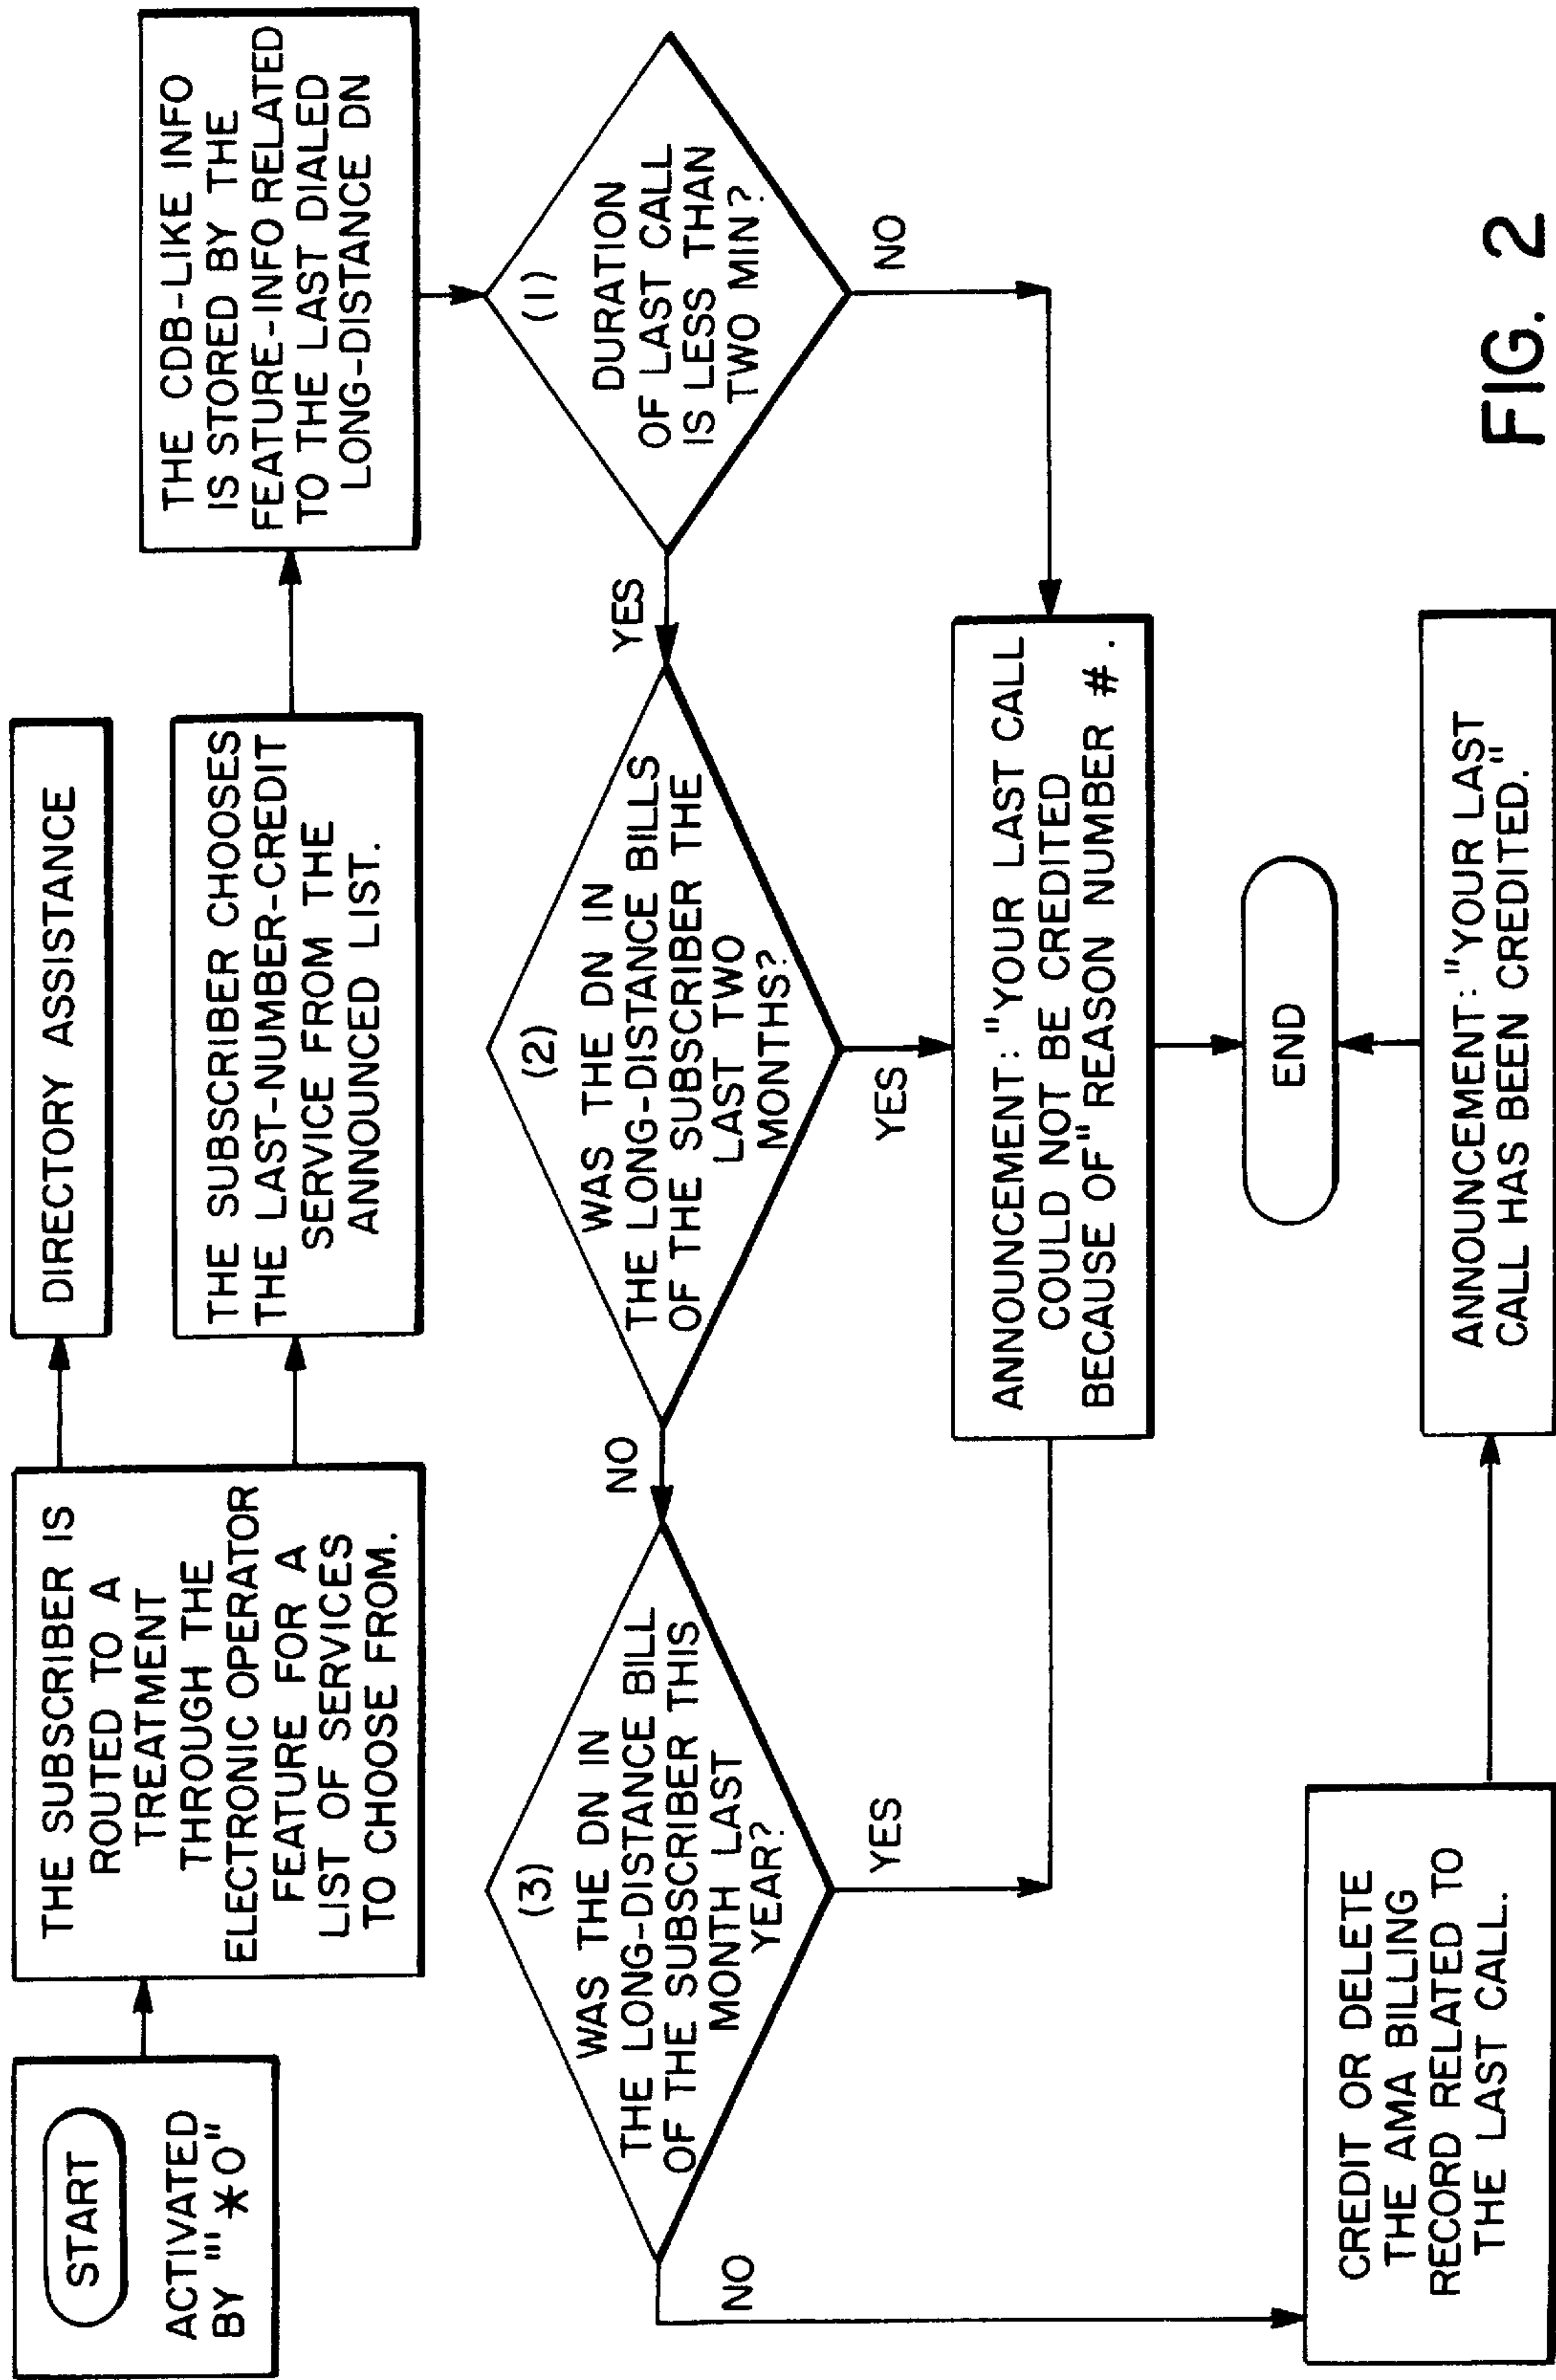 START
ACTIVATED
BY "'*0"
THE SUBSCRIBER IS
ROUTED TO A
TREATMENT
THROUGH THE
ELECTRONIC OPERATOR
FEATURE FOR A
LIST OF SERVICES
TO CHOOSE FROM.
DIRECTORY ASSISTANCE
THE SUBSCRIBER CHOOSES
THE LAST-NUMBER-CREDIT
SERVICE FROM THE
ANNOUNCED LIST.
THE CDB-LIKE INFO
IS STORED BY THE
FEATURE.-INFO RELATED
TO THE LAST DIALED
LONG-DISTANCE DN
(1)
DURATION
OF LAST CALL
IS LESS THAN
TWO MIN?
YES
NO
(2)
WAS THE DN IN
THE LONG-DISTANCE BILLS
OF THE SUBSCRIBER THE
LAST TWO
MONTHS?
NO
YES
(3)
WAS THE DN IN
THE LONG-DISTANCE BILL
OF THE SUBSCRIBER THIS
MONTH LAST
YEAR?
NO
YES
ANNOUNCEMENT: "YOUR LAST CALL
COULD NOT BE CREDITED
BECAUSE OF" REASON NUMBER #.
END
CREDIT OR DELETE
THE AMA BILLING
RECORD RELATED TO
THE LAST CALL.
ANNOUNCEMENT: "YOUR LAST
CALL HAS BEEN CREDITED."
FIG. 2